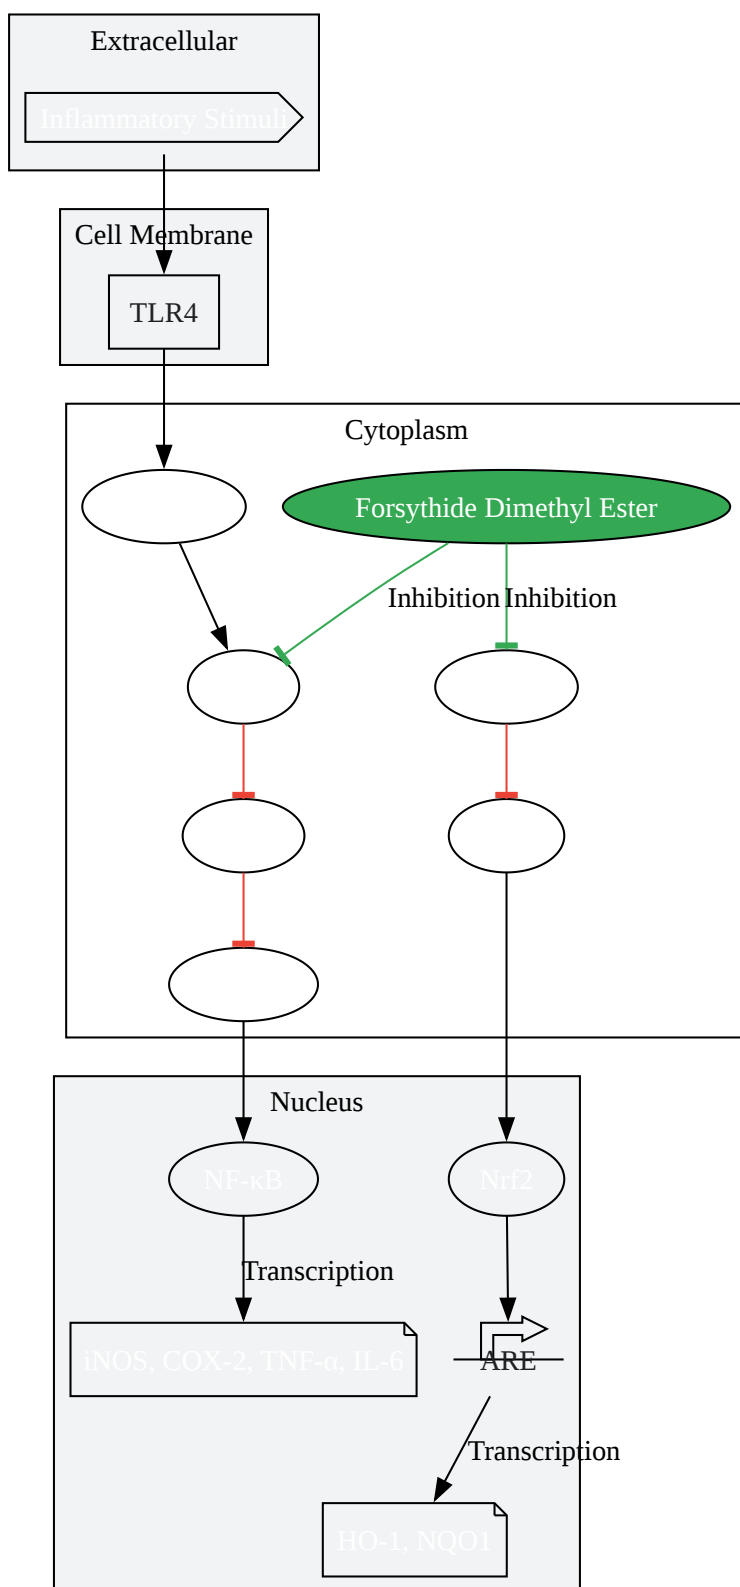 Extracellular
Inflammatory Stimuli
Cell Membrane
TLR4
Cytoplasm
Forsythide Dimethyl Ester
Inhibition
Inhibition
Nucleus
NF-κB
Nrf2
Transcription
iNOS, COX-2, TNF-α, IL-6
ARE
Transcription
HO-1, NQO1